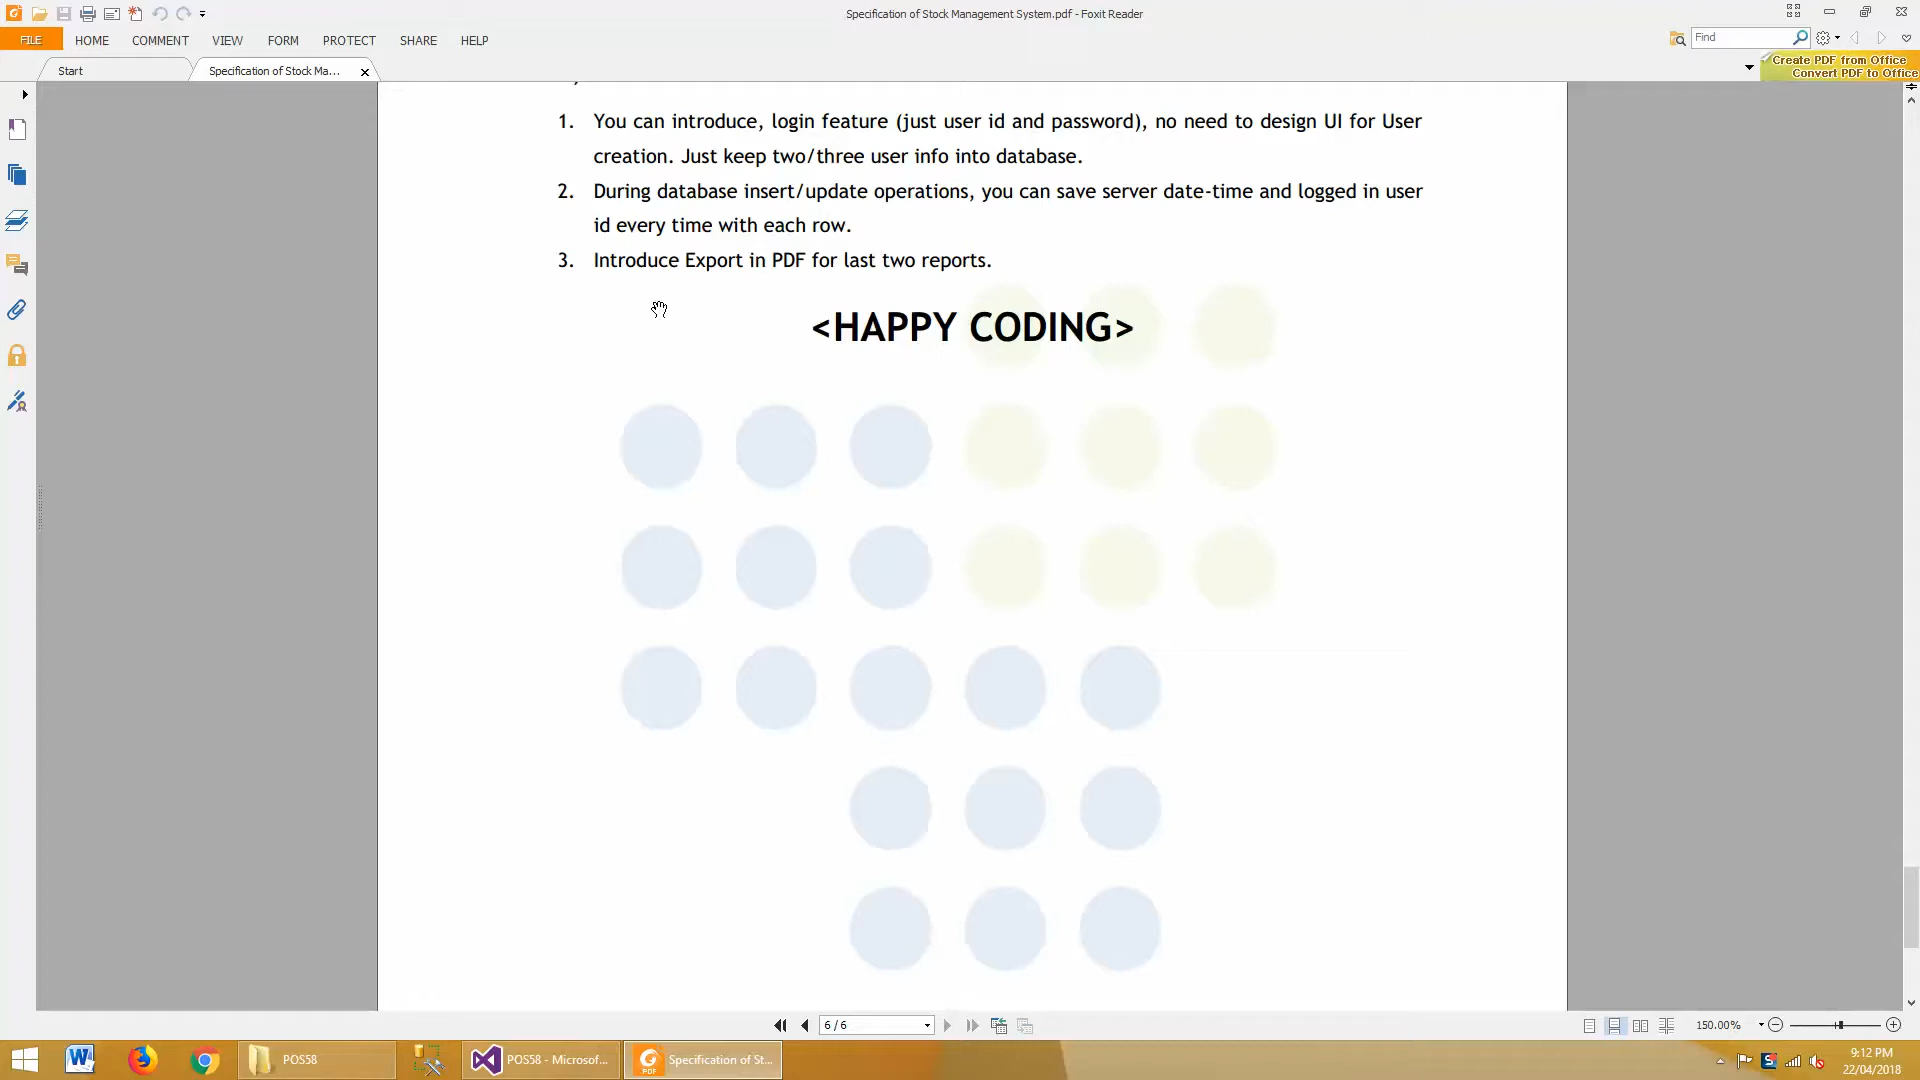 Specification of Stock Management System.pdf - Foxit Reader
FILE HOME COMMENT VIEW FORM PROTECT SHARE HELP
Find
Create PDF from Office
Convert PDF to Office
Start
Specification of Stock Ma...
1. You can introduce, login feature (just user id and password), no need to design UI for User
creation. Just keep two/three user info into database.
2. During database insert/update operations, you can save server date-time and logged in user
id every time with each row.
3. Introduce Export in PDF for last two reports.
<HAPPY CODING>
6 / 6
150.00%
POS58
POS58 - Microsof...
Specification of St...
9:12 PM
22/04/2018